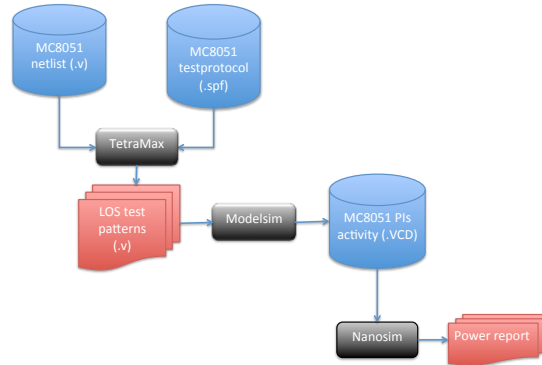 MC8051
netlist (.v)
MC8051
testprotocol
(.spf)
TetraMax
LOS test
patterns
(.v)
Modelsim
MC8051 PIs
activity (.VCD)
Nanosim
Power report